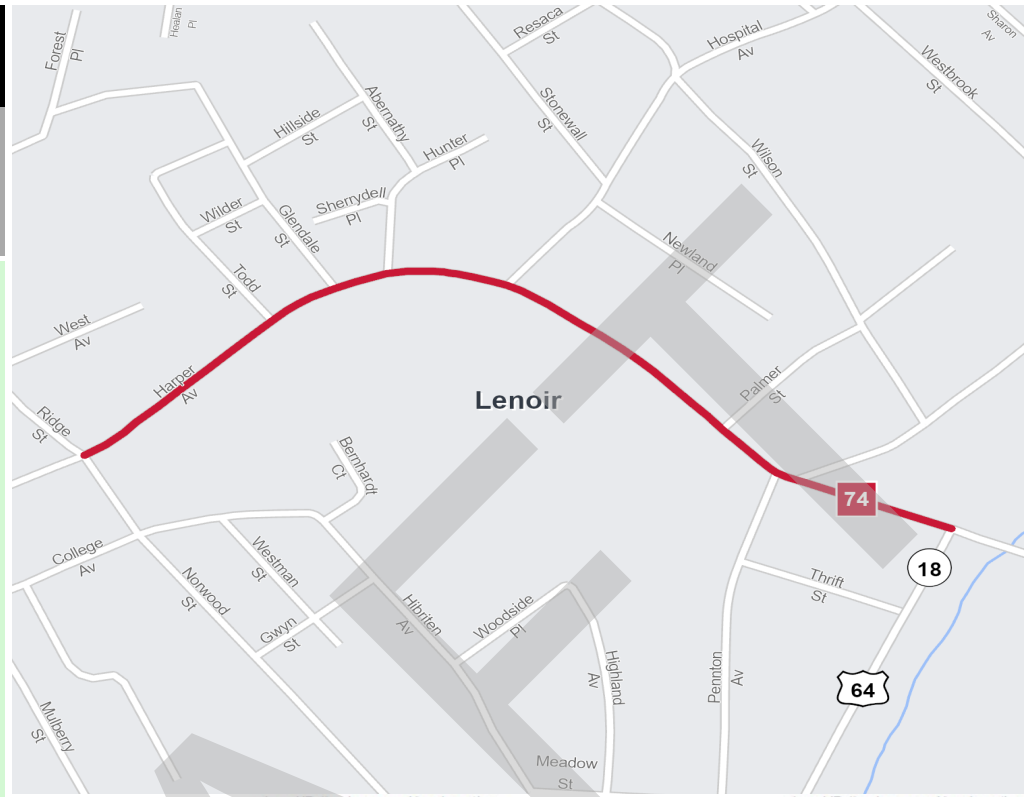 Healan
Pl
Forest
Pl
Resaca
St
Hospital
Av
Sharon
Av
Westbrook
St
Abernathy
St
Hillside
St
Stonewall
St
Hunter
Pl
Wilson
St
Sherrydell
Pl
Wilder
St
Glendale
St
Newland
Pl
Todd
St
West
Av
Harper
Av
Palmer
St
Lenoir
Ridge
St
Bernhardt
Ct
74
College
Av
Westman
St
18
Norwood
St
Thrift
St
Hibriten
Av
Woodside
Pl
Gwyn
St
Highland
Av
Pennton
Av
64
Mulberry
St
Meadow
St